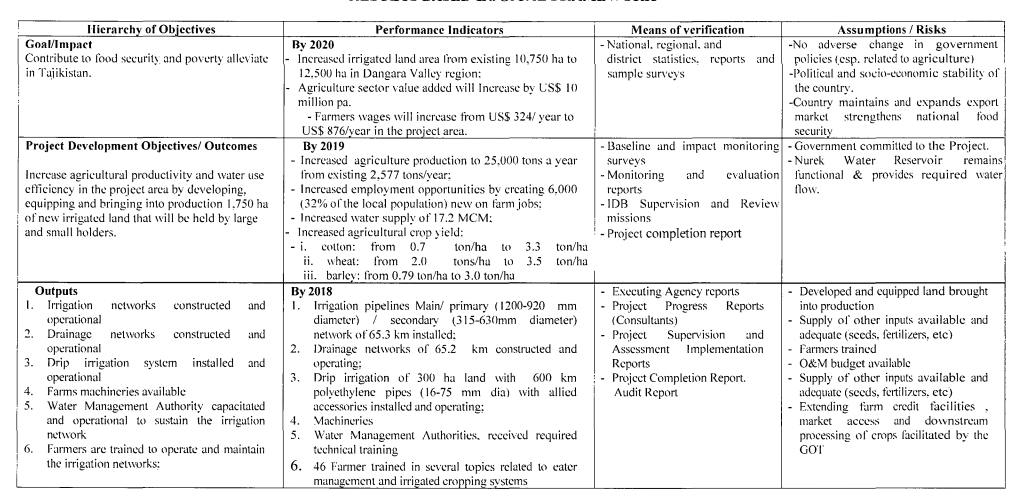 Hierarchy of Objectives
Performance Indicators
Means of verification
Assumptions / Risks
Goal/Impact
Contribute to food security and poverty alleviate
in Tajikistan.
By 2020
- Increased irrigated land area from existing 10,750 ha to
12,500 ha in Dangara Valley region;
- Agriculture sector value added will Increase by US$ 10
million pa.
- Farmers wages will increase from US$ 324/ year to
US$ 876/year in the project area.
- National, regional, and
district statistics, reports and
sample surveys
-No adverse change in government
policies (esp. related to agriculture)
-Political and socio-economic stability of
the country.
-Country maintains and expands export
market strengthens national food
security
Project Development Objectives/ Outcomes
Increase agricultural productivity and water use
efficiency in the project area by developing,
equipping and bringing into production 1,750 ha
of new irrigated land that will be held by large
and small holders.
By 2019
- Increased agriculture production to 25,000 tons a year
from existing 2,577 tons/year;
- Increased employment opportunities by creating 6,000
(32% of the local population) new on farm jobs;
- Increased water supply of 17.2 MCM;
- Increased agricultural crop yield:
- i. cotton: from 0.7 ton/ha to 3.3 ton/ha
ii. wheat: from 2.0 tons/ha to 3.5 ton/ha
iii. barley: from 0.79 ton/ha to 3.0 ton/ha
- Baseline and impact monitoring
surveys
- Monitoring and evaluation
reports
- IDB Supervision and Review
missions
- Project completion report
- Government committed to the Project.
- Nurek Water Reservoir remains
functional & provides required water
flow.
Outputs
1. Irrigation networks constructed and
operational
2. Drainage networks constructed and
operational
3. Drip irrigation system installed and
operational
4. Farms machineries available
5. Water Management Authority capacitated
and operational to sustain the irrigation
network
6. Farmers are trained to operate and maintain
the irrigation networks;
By 2018
1. Irrigation pipelines Main/ primary (1200-920 mm
diameter) / secondary (315-630mm diameter)
network of 65.3 km installed;
2. Drainage networks of 65.2 km constructed and
operating;
3. Drip irrigation of 300 ha land with 600 km
polyethylene pipes (16-75 mm dia) with allied
accessories installed and operating;
4. Machineries
5. Water Management Authorities, received required
technical training
6. 46 Farmer trained in several topics related to eater
management and irrigated cropping systems
- Executing Agency reports
- Project Progress Reports
(Consultants)
- Project Supervision and
Assessment Implementation
Reports
- Project Completion Report.
Audit Report
- Developed and equipped land brought
into production
- Supply of other inputs available and
adequate (seeds, fertilizers, etc)
- Farmers trained
- O&M budget available
- Supply of other inputs available and
adequate (seeds, fertilizers, etc)
- Extending farm credit facilities ,
market access and downstream
processing of crops facilitated by the
GOT